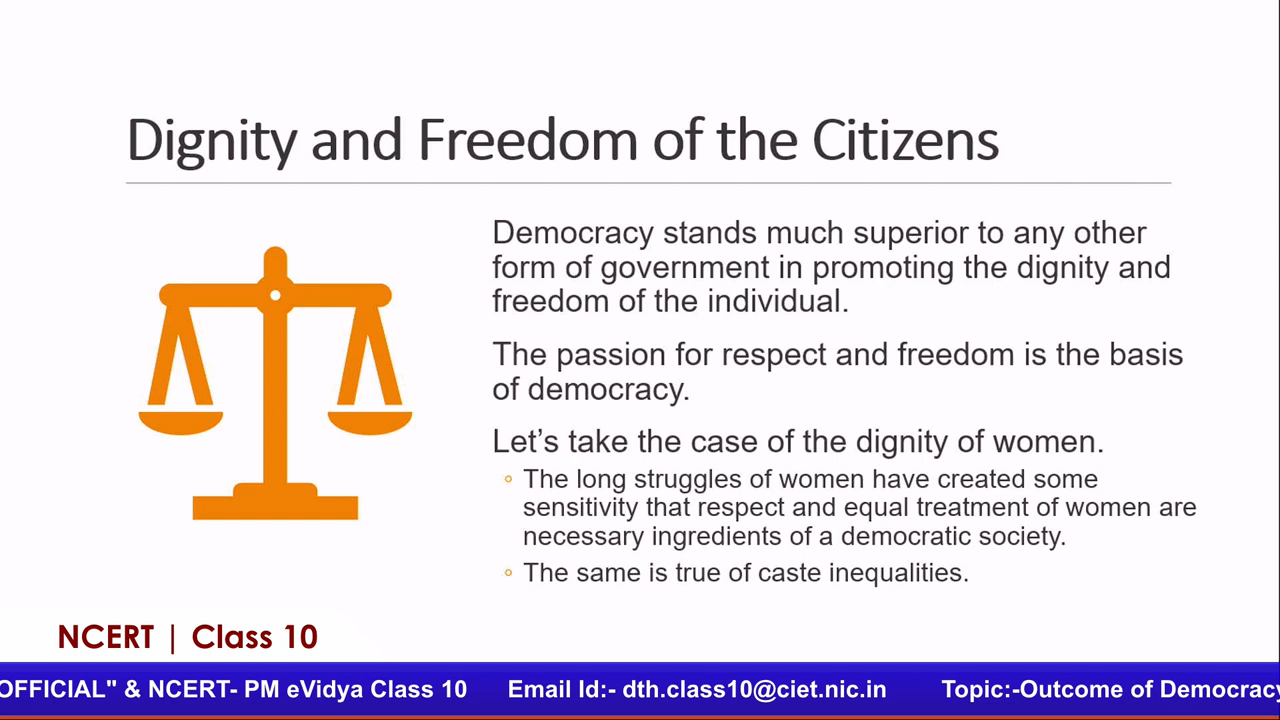 Dignity and Freedom of the Citizens
Democracy stands much superior to any other
form of government in promoting the dignity and
freedom of the individual.
The passion for respect and freedom is the basis
of democracy.
Let’s take the case of the dignity of women.
The long struggles of women have created some
sensitivity that respect and equal treatment of women are
necessary ingredients of a democratic society.
The same is true of caste inequalities.
NCERT | Class 10
OFFICIAL" & NCERT- PM eVidya Class 10 Email Id:- dth.class10@ciet.nic.in Topic:-Outcome of Democracy